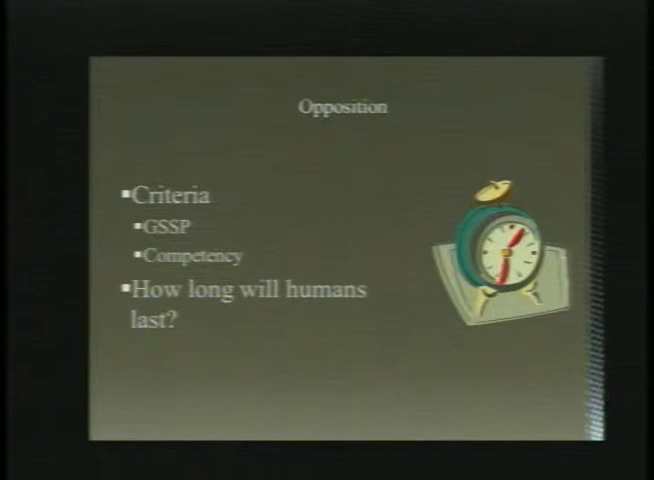 Opposition
▪Criteria
▪GSSP
▪Competency
▪How long will humans
last?